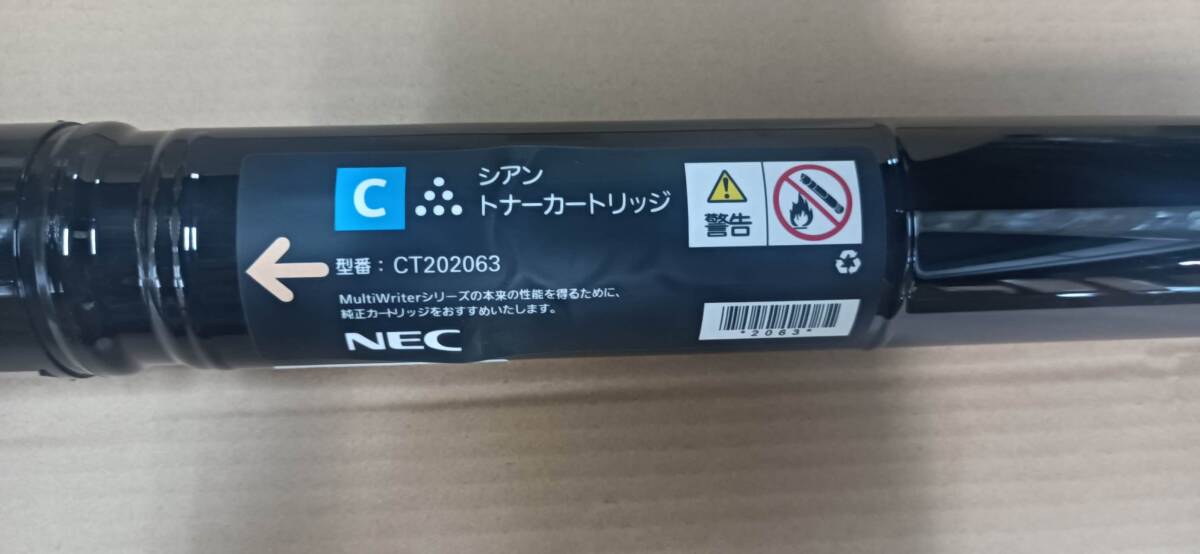 C
シアン
トナーカートリッジ
警告
型番：CT202063
MultiWriterシリーズの本来の性能を得るために、
純正カートリッジをおすすめいたします。
NEC
*2063*